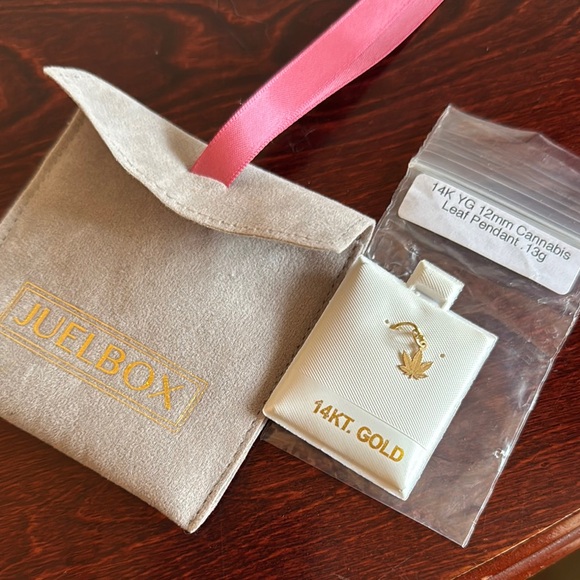 JUELBOX
14K YG 12mm Cannabis
Leaf Pendant .13g
14KT. GOLD